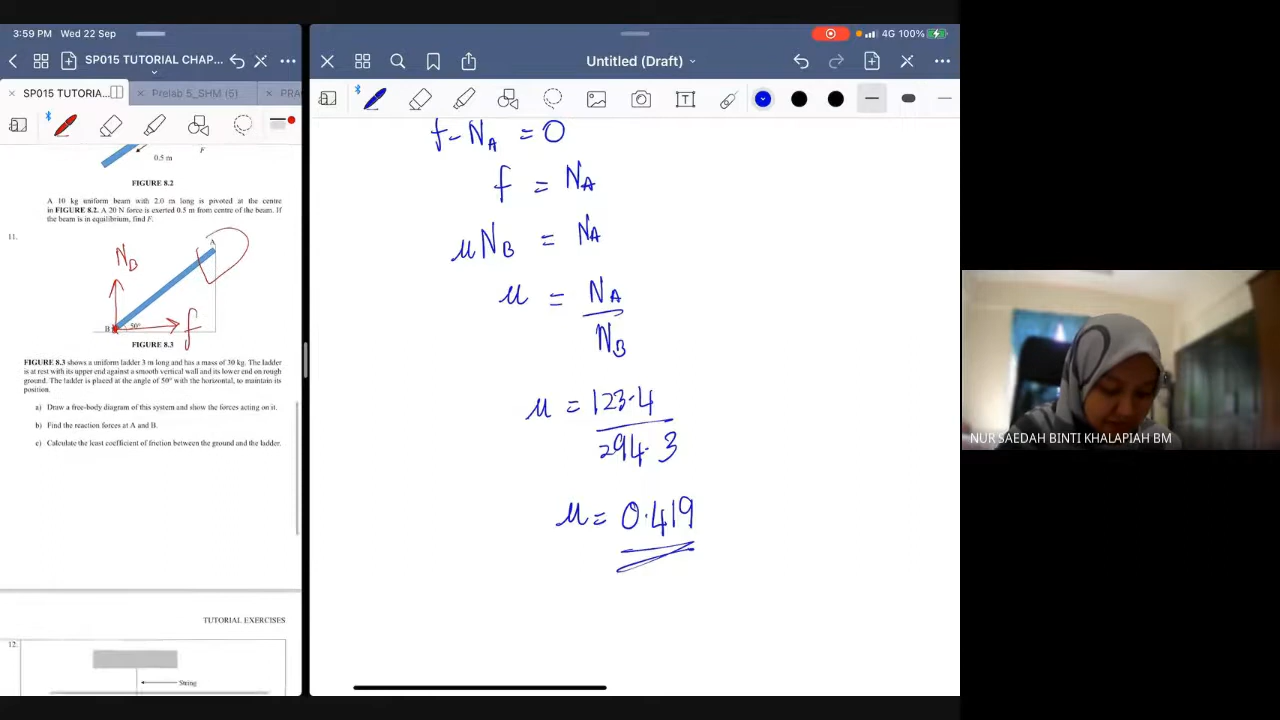 3:59 PM Wed 22 Sep
4G 100%
SP015 TUTORIAL CHAP...
Untitled (Draft)
SP015 TUTORIA...
Prelab 5_SHM (5)
PRA
0.5 m
F
FIGURE 8.2
A 10 kg uniform beam with 2.0 m long is pivoted at the centre
in FIGURE 8.2. A 20 N force is exerted 0.5 m from centre of the beam. If
the beam is in equilibrium, find F.
11.
A
N_B
B
50°
f
FIGURE 8.3
FIGURE 8.3 shows a uniform ladder 3 m long and has a mass of 30 kg. The ladder
is at rest with its upper end against a smooth vertical wall and its lower end on rough
ground. The ladder is placed at the angle of 50° with the horizontal, to maintain its
position.
a) Draw a free-body diagram of this system and show the forces acting on it.
b) Find the reaction forces at A and B.
c) Calculate the least coefficient of friction between the ground and the ladder.
TUTORIAL EXERCISES
12.
String
f - N_A = 0
f = N_A
μN_B = N_A
μ = N_A
N_B
μ = 123.4
294.3
μ = 0.419
NUR SAEDAH BINTI KHALAPIAH BM